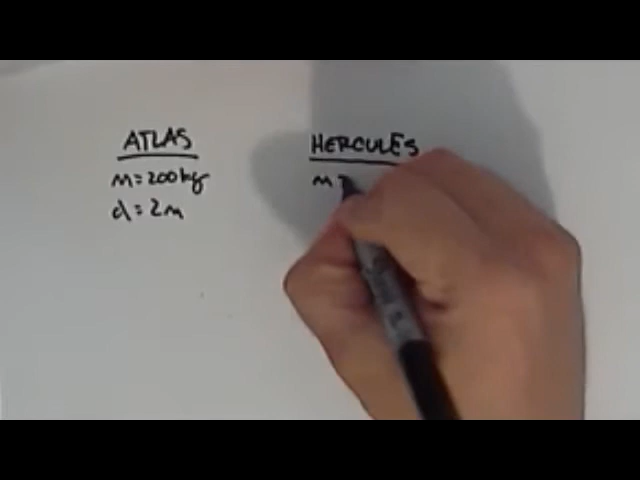 ATLAS
m=200kg
d=2m
HERCULES
m=